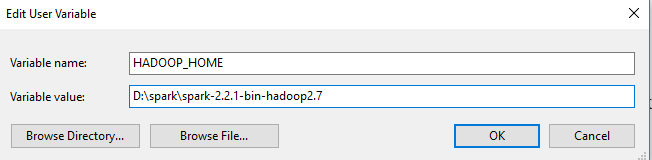 Edit User Variable
Variable name: HADOOP_HOME
Variable value: D:\spark\spark-2.2.1-bin-hadoop2.7
Browse Directory... Browse File... OK Cancel